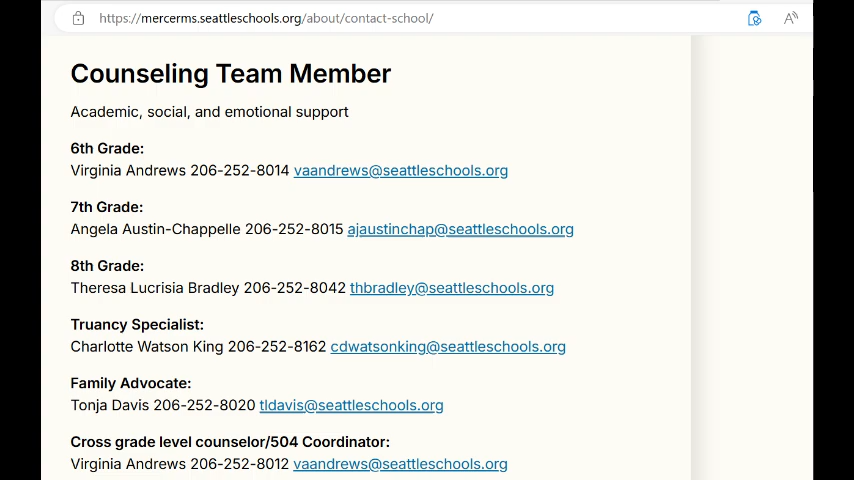 https://mercerms.seattleschools.org/about/contact-school/
Counseling Team Member
Academic, social, and emotional support
6th Grade:
Virginia Andrews 206-252-8014 vaandrews@seattleschools.org
7th Grade:
Angela Austin-Chappelle 206-252-8015 ajaustinchap@seattleschools.org
8th Grade:
Theresa Lucrisia Bradley 206-252-8042 thbradley@seattleschools.org
Truancy Specialist:
Charlotte Watson King 206-252-8162 cdwatsonking@seattleschools.org
Family Advocate:
Tonja Davis 206-252-8020 tldavis@seattleschools.org
Cross grade level counselor/504 Coordinator:
Virginia Andrews 206-252-8012 vaandrews@seattleschools.org